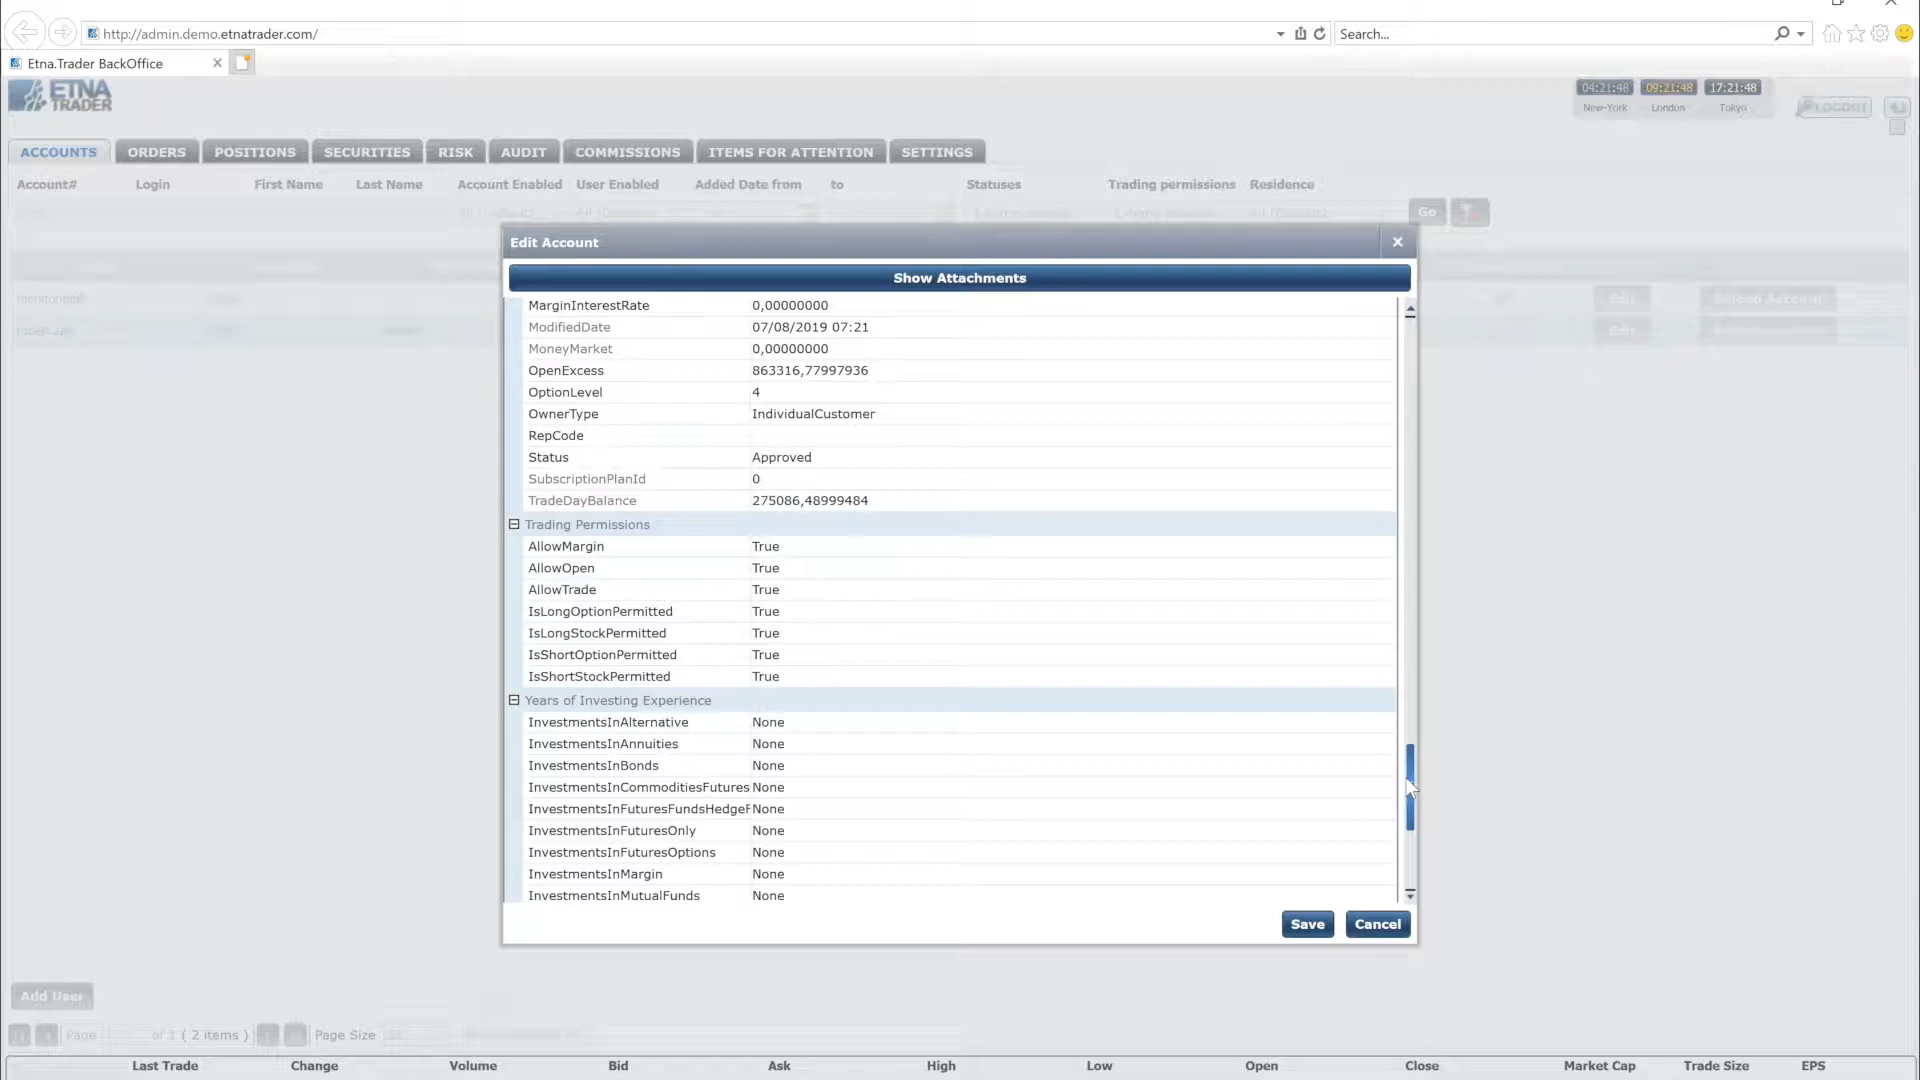 http://admin.demo.etnatrader.com/
Search...
Etna.Trader BackOffice
ETNA
TRADER
04:21:48 09:21:48 17:21:48
New-York London Tokyo
LOGOUT
ACCOUNTS ORDERS POSITIONS SECURITIES RISK AUDIT COMMISSIONS ITEMS FOR ATTENTION SETTINGS
Account# Login First Name Last Name Account Enabled User Enabled Added Date from to Statuses Trading permissions Residence
Go
Edit Account
Show Attachments
MarginInterestRate 0,00000000
ModifiedDate 07/08/2019 07:21
MoneyMarket 0,00000000
OpenExcess 863316,77997936
OptionLevel 4
OwnerType IndividualCustomer
RepCode
Status Approved
SubscriptionPlanId 0
TradeDayBalance 275086,48999484
Trading Permissions
AllowMargin True
AllowOpen True
AllowTrade True
IsLongOptionPermitted True
IsLongStockPermitted True
IsShortOptionPermitted True
IsShortStockPermitted True
Years of Investing Experience
InvestmentsInAlternative None
InvestmentsInAnnuities None
InvestmentsInBonds None
InvestmentsInCommoditiesFutures None
InvestmentsInFuturesFundsHedgeF None
InvestmentsInFuturesOnly None
InvestmentsInFuturesOptions None
InvestmentsInMargin None
InvestmentsInMutualFunds None
Save Cancel
Add User
Page of 1 ( 2 items ) Page Size
Last Trade Change Volume Bid Ask High Low Open Close Market Cap Trade Size EPS